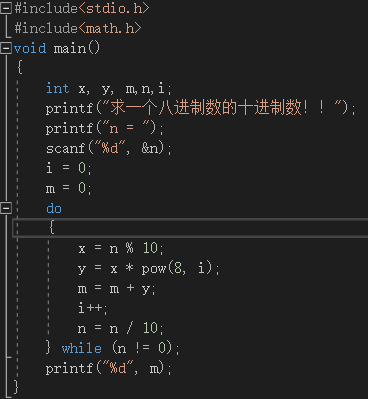 #include<stdio.h>
#include<math.h>
void main()
{
int x, y, m,n,i;
printf("求一个八进制数的十进制数！！");
printf("n = ");
scanf("%d", &n);
i = 0;
m = 0;
do
{
x = n % 10;
y = x * pow(8, i);
m = m + y;
i++;
n = n / 10;
} while (n != 0);
printf("%d", m);
}